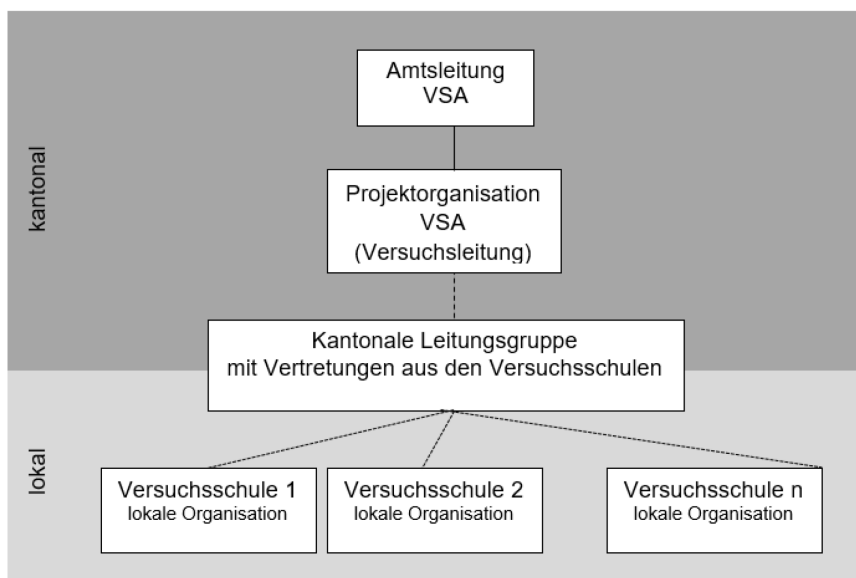 kantonal
Amtsleitung
VSA
Projektorganisation
VSA
(Versuchsleitung)
Kantonale Leitungsgruppe
mit Vertretungen aus den Versuchsschulen
lokal
Versuchsschule 1
lokale Organisation
Versuchsschule 2
lokale Organisation
Versuchsschule n
lokale Organisation